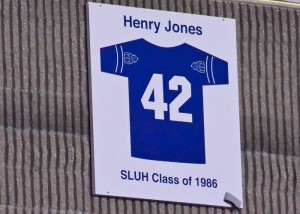 Henry Jones
42
SLUH Class of 1986